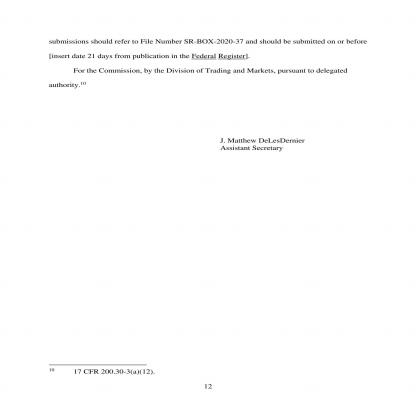 submissions should refer to File Number SR-BOX-2020-37 and should be submitted on or before
[insert date 21 days from publication in the Federal Register].
For the Commission, by the Division of Trading and Markets, pursuant to delegated
authority.10
J. Matthew DeLesDernier
Assistant Secretary
10 17 CFR 200.30-3(a)(12).
12